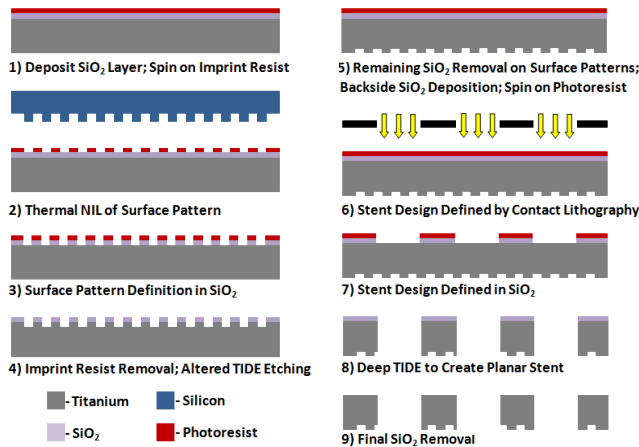 1) Deposit SiO₂ Layer; Spin on Imprint Resist
2) Thermal NIL of Surface Pattern
3) Surface Pattern Definition in SiO₂
4) Imprint Resist Removal; Altered TIDE Etching
- Titanium
- Silicon
- SiO₂
- Photoresist
5) Remaining SiO₂ Removal on Surface Patterns;
Backside SiO₂ Deposition; Spin on Photoresist
6) Stent Design Defined by Contact Lithography
7) Stent Design Defined in SiO₂
8) Deep TIDE to Create Planar Stent
9) Final SiO₂ Removal